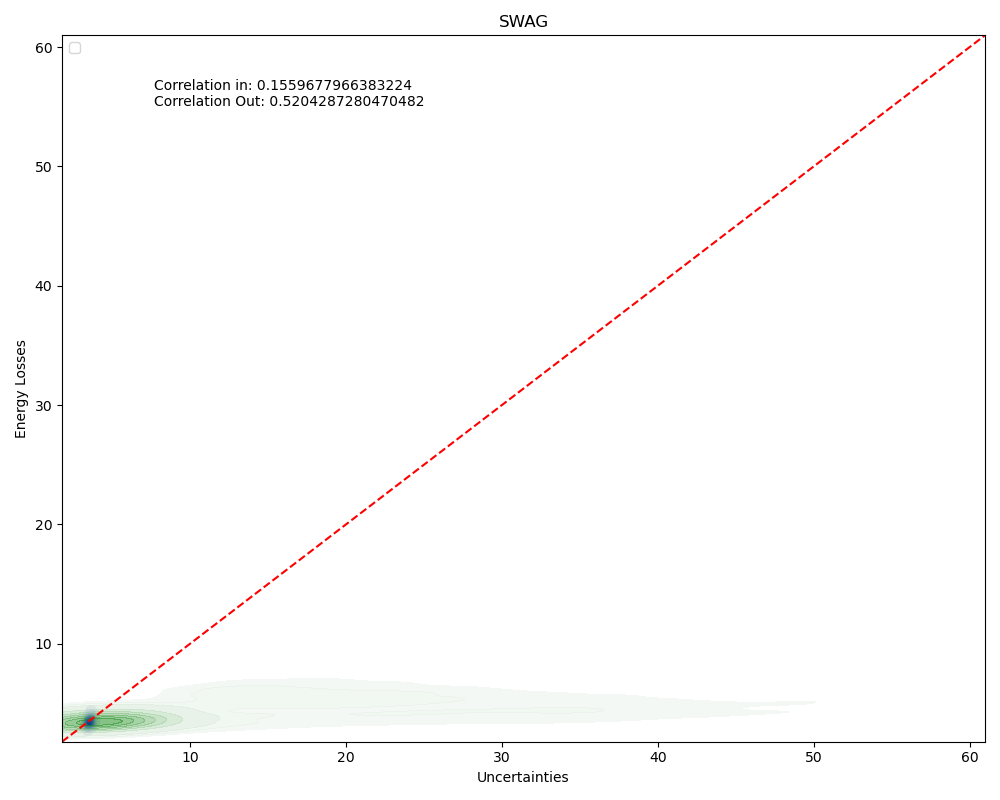 SWAG
60
Correlation in: 0.1559677966383224
Correlation Out: 0.5204287280470482
50
40
30
20
10
Energy Losses
10 20 30 40 50 60
Uncertainties